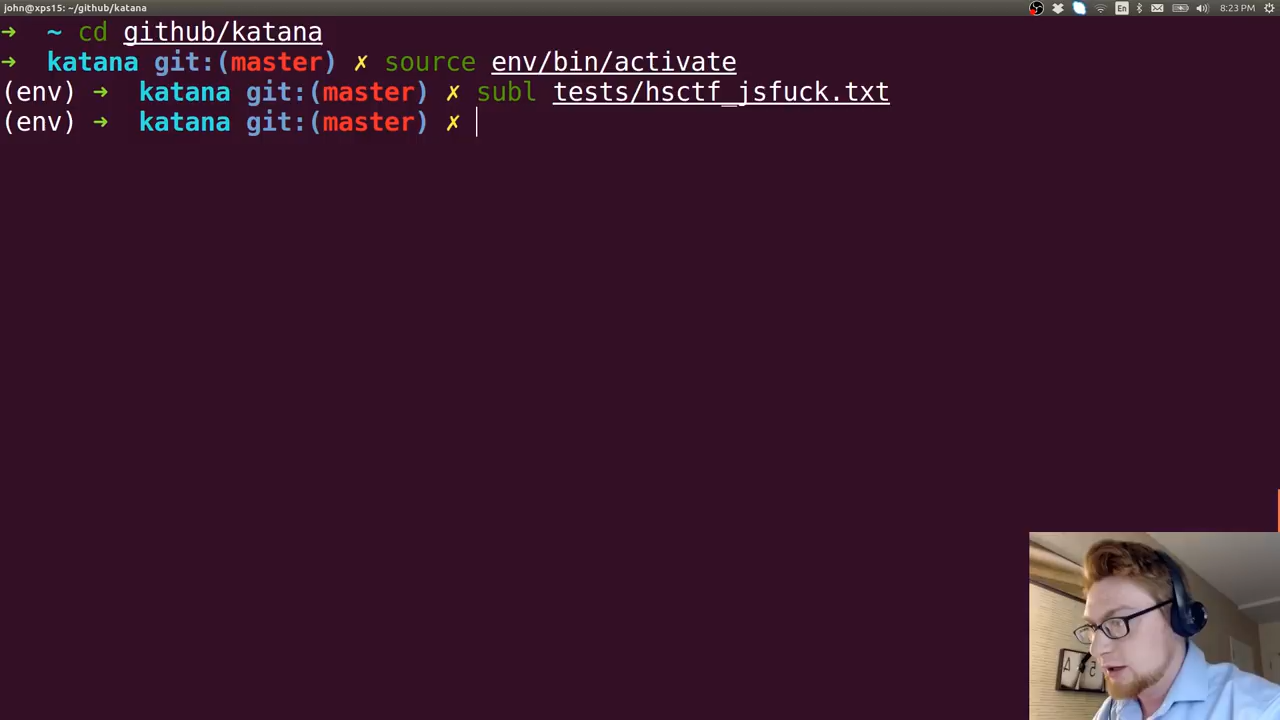 john@xps15: ~/github/katana
En
8:23 PM
➜ ~ cd github/katana
➜ katana git:(master) ✗ source env/bin/activate
(env) ➜ katana git:(master) ✗ subl tests/hsctf_jsfuck.txt
(env) ➜ katana git:(master) ✗